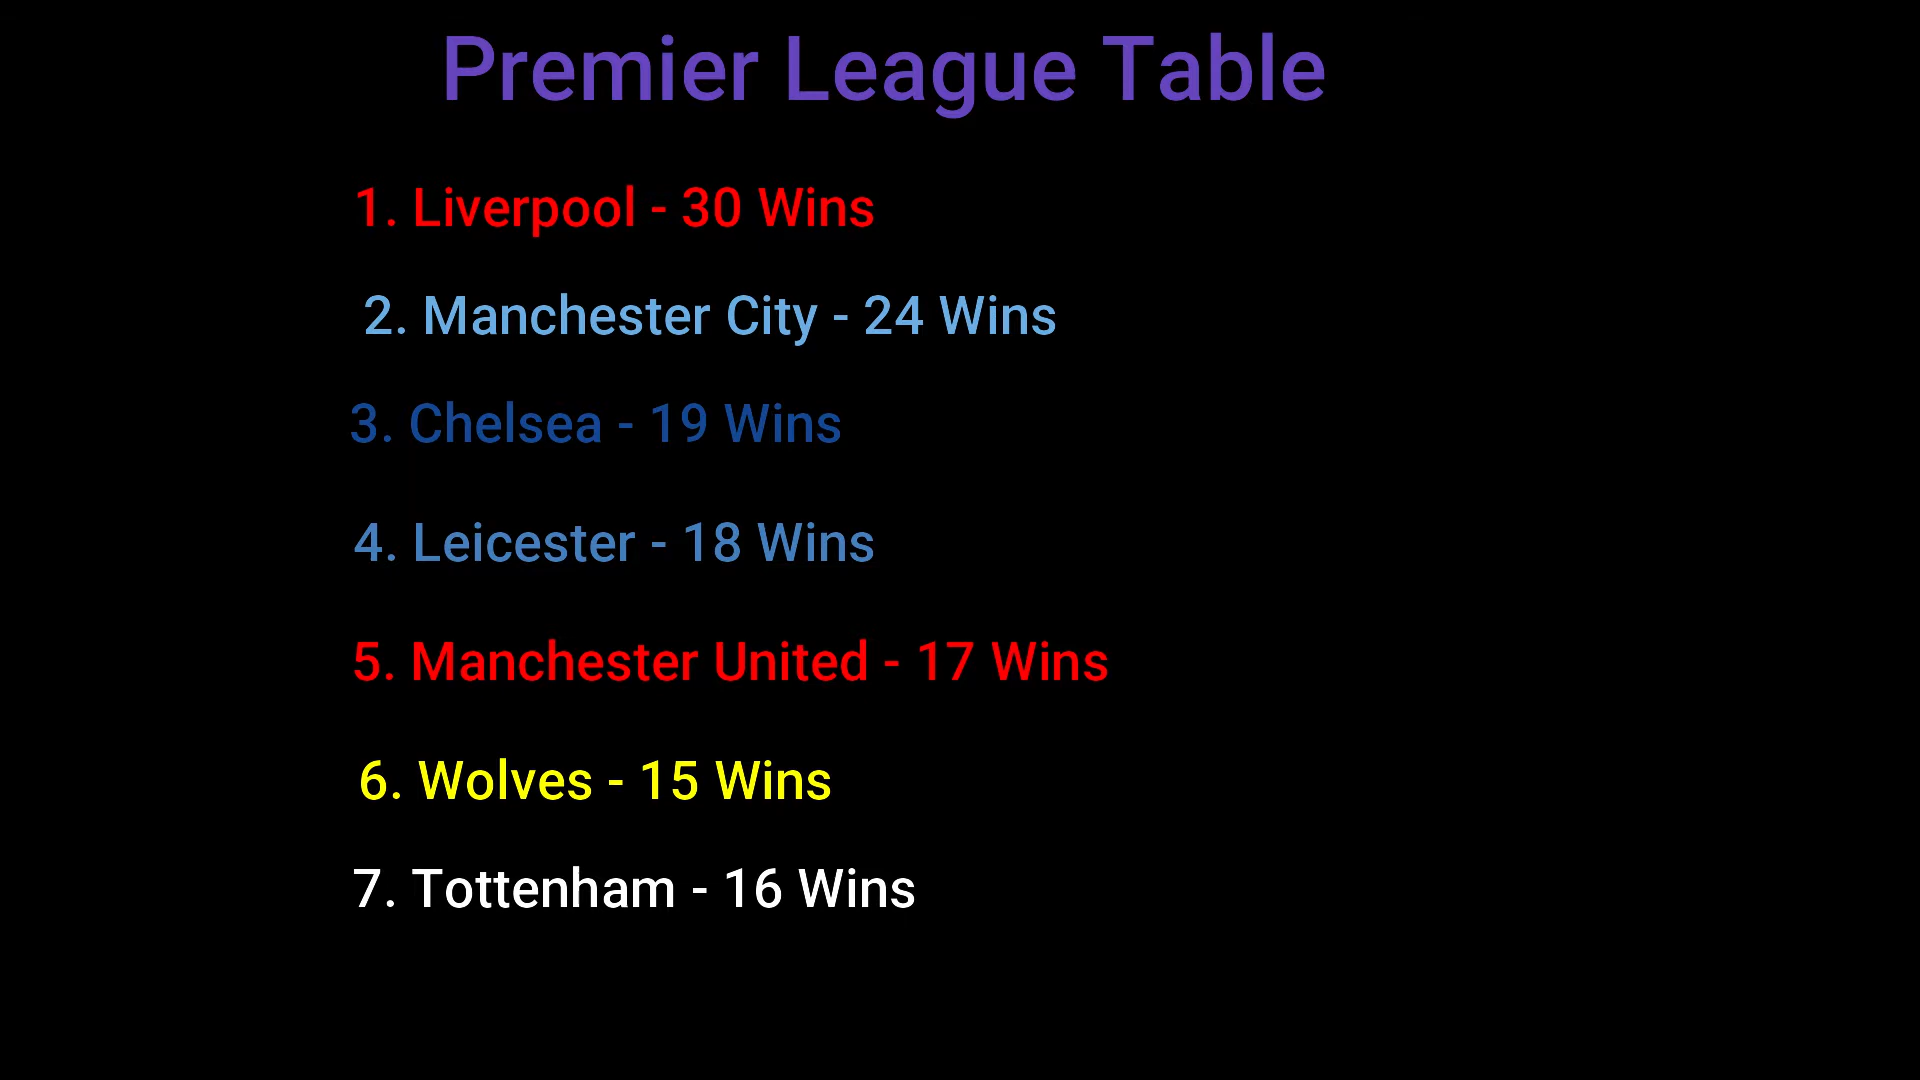 Premier League Table
1. Liverpool - 30 Wins
2. Manchester City - 24 Wins
3. Chelsea - 19 Wins
4. Leicester - 18 Wins
5. Manchester United - 17 Wins
6. Wolves - 15 Wins
7. Tottenham - 16 Wins